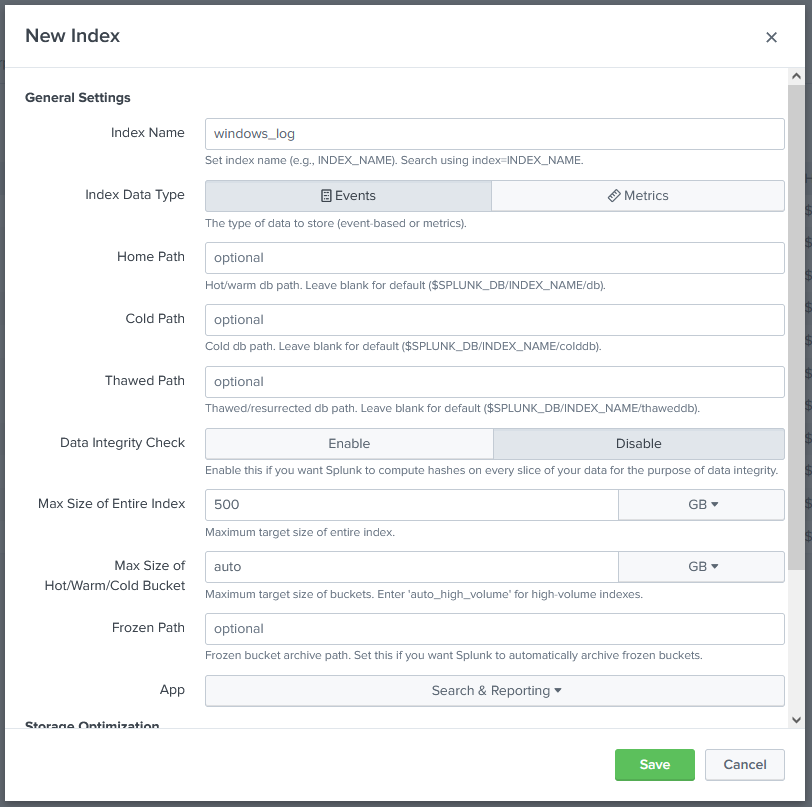 New Index
General Settings
Index Name
windows_log
Set index name (e.g., INDEX_NAME). Search using index=INDEX_NAME.
Index Data Type
Events
Metrics
The type of data to store (event-based or metrics).
Home Path
optional
Hot/warm db path. Leave blank for default ($SPLUNK_DB/INDEX_NAME/db).
Cold Path
optional
Cold db path. Leave blank for default ($SPLUNK_DB/INDEX_NAME/colddb).
Thawed Path
optional
Thawed/resurrected db path. Leave blank for default ($SPLUNK_DB/INDEX_NAME/thaweddb).
Data Integrity Check
Enable
Disable
Enable this if you want Splunk to compute hashes on every slice of your data for the purpose of data integrity.
Max Size of Entire Index
500
GB
Maximum target size of entire index.
Max Size of
Hot/Warm/Cold Bucket
auto
GB
Maximum target size of buckets. Enter 'auto_high_volume' for high-volume indexes.
Frozen Path
optional
Frozen bucket archive path. Set this if you want Splunk to automatically archive frozen buckets.
App
Search & Reporting
Storage Optimization
Save
Cancel